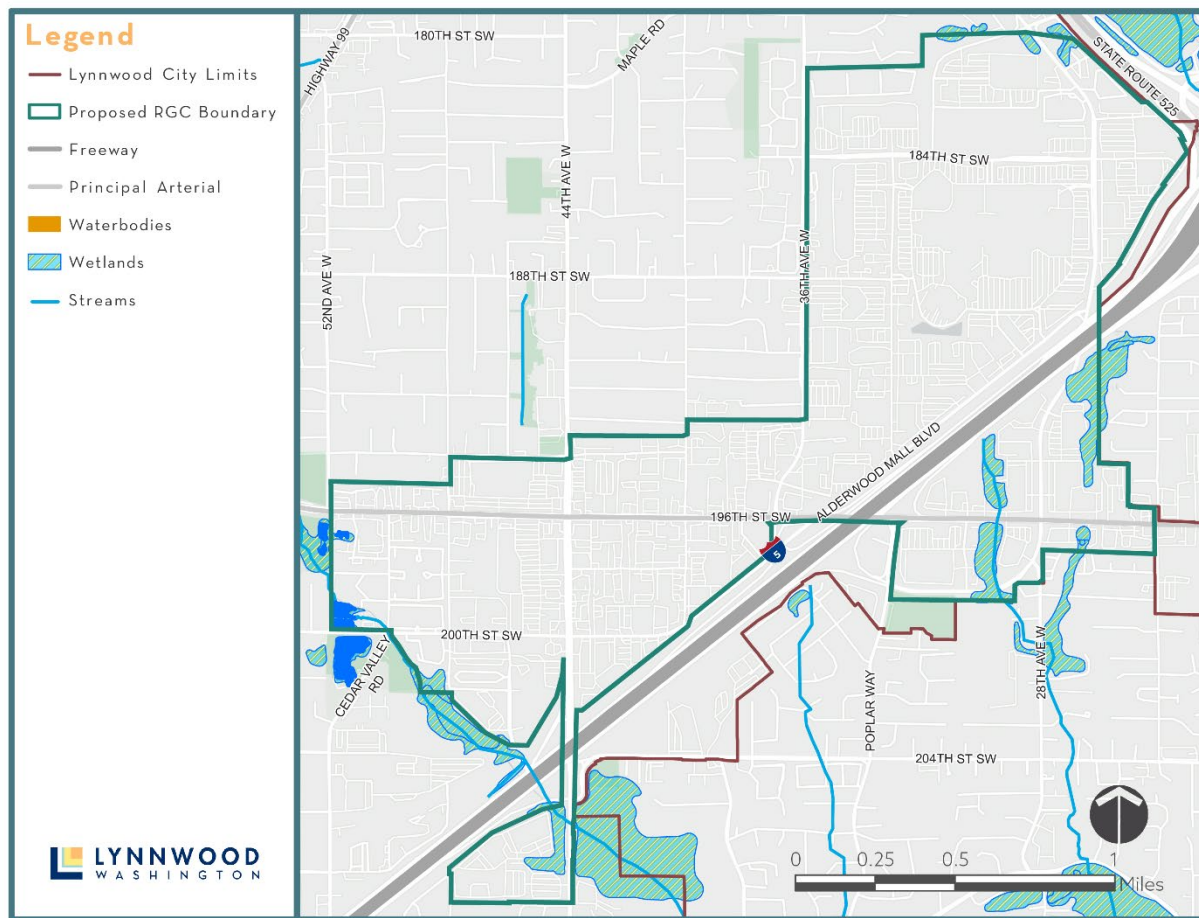 Legend
Lynnwood City Limits
Proposed RGC Boundary
Freeway
Principal Arterial
Waterbodies
Wetlands
Streams
LYNNWOOD
WASHINGTON
HIGHWAY 99
180TH ST SW
MAPLE RD
STATE ROUTE 525
184TH ST SW
44TH AVE W
52ND AVE W
188TH ST SW
36TH AVE W
ALDERWOOD MALL BLVD
196TH ST SW
5
200TH ST SW
CEDAR VALLEY
RD
POPLAR WAY
28TH AVE W
204TH ST SW
0 0.25 0.5 1
Miles